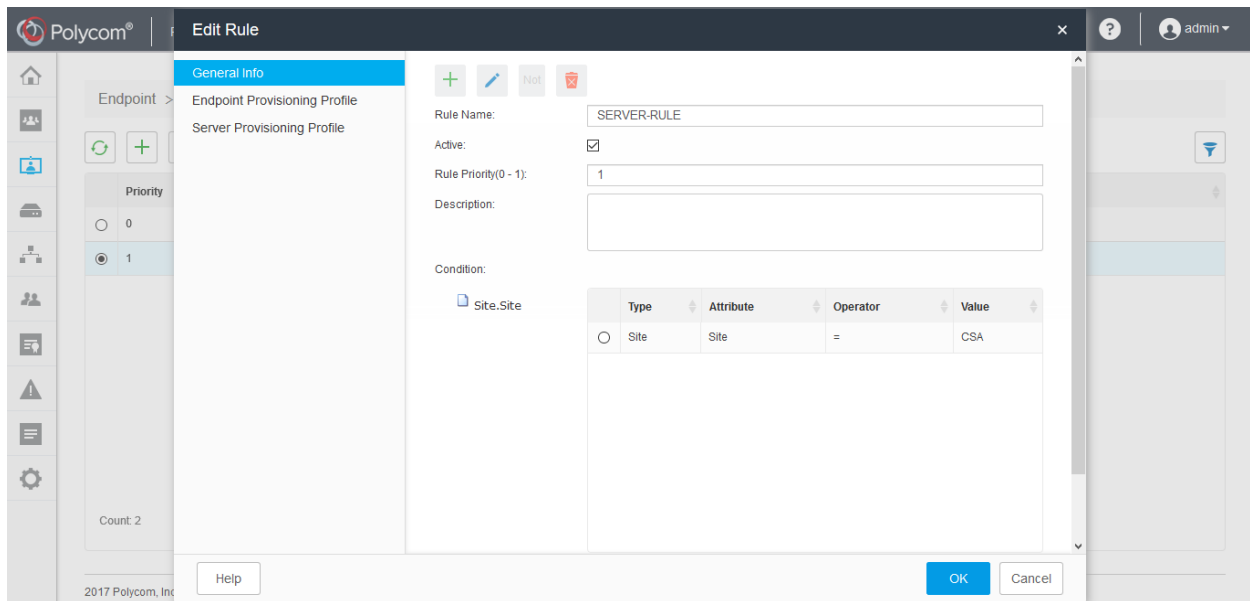 Polycom®
Edit Rule
admin
General Info
Endpoint Provisioning Profile
Server Provisioning Profile
Endpoint >
Not
Rule Name: SERVER-RULE
Active:
Rule Priority(0 - 1): 1
Description:
Condition:
Site.Site
Type Attribute Operator Value
Site Site = CSA
Priority
0
1
Count: 2
Help
OK Cancel
2017 Polycom, Inc